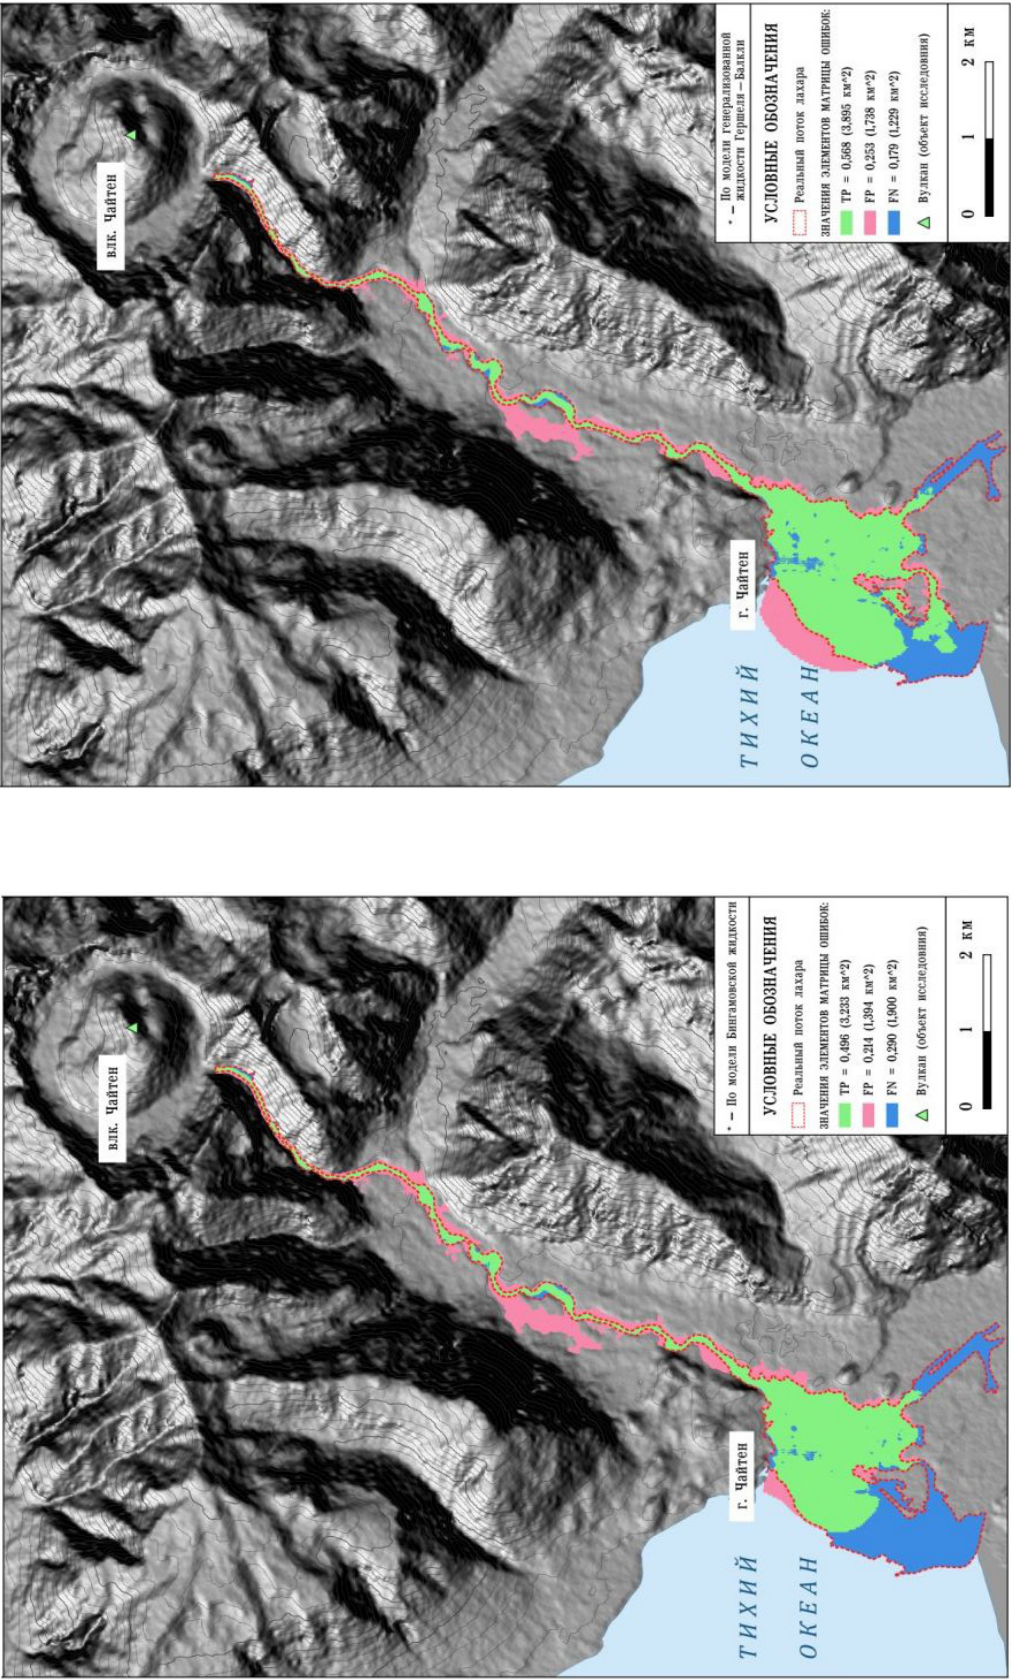 влк. Чайтен
г. Чайтен
ТИХИЙ
ОКЕАН
* — По модели генерализованной
жидкости Гершеля—Балкли
УСЛОВНЫЕ ОБОЗНАЧЕНИЯ
Реальный поток лахара
ЗНАЧЕНИЯ ЭЛЕМЕНТОВ МАТРИЦЫ ОШИБОК:
TP = 0,568 (3,895 км^2)
FP = 0,253 (1,738 км^2)
FN = 0,179 (1,229 км^2)
Вулкан (объект исследовния)
0 1 2 км
влк. Чайтен
г. Чайтен
ТИХИЙ
ОКЕАН
* — По модели Бингамовской жидкости
УСЛОВНЫЕ ОБОЗНАЧЕНИЯ
Реальный поток лахара
ЗНАЧЕНИЯ ЭЛЕМЕНТОВ МАТРИЦЫ ОШИБОК:
TP = 0,496 (3,233 км^2)
FP = 0,214 (1,394 км^2)
FN = 0,290 (1,900 км^2)
Вулкан (объект исследовния)
0 1 2 км